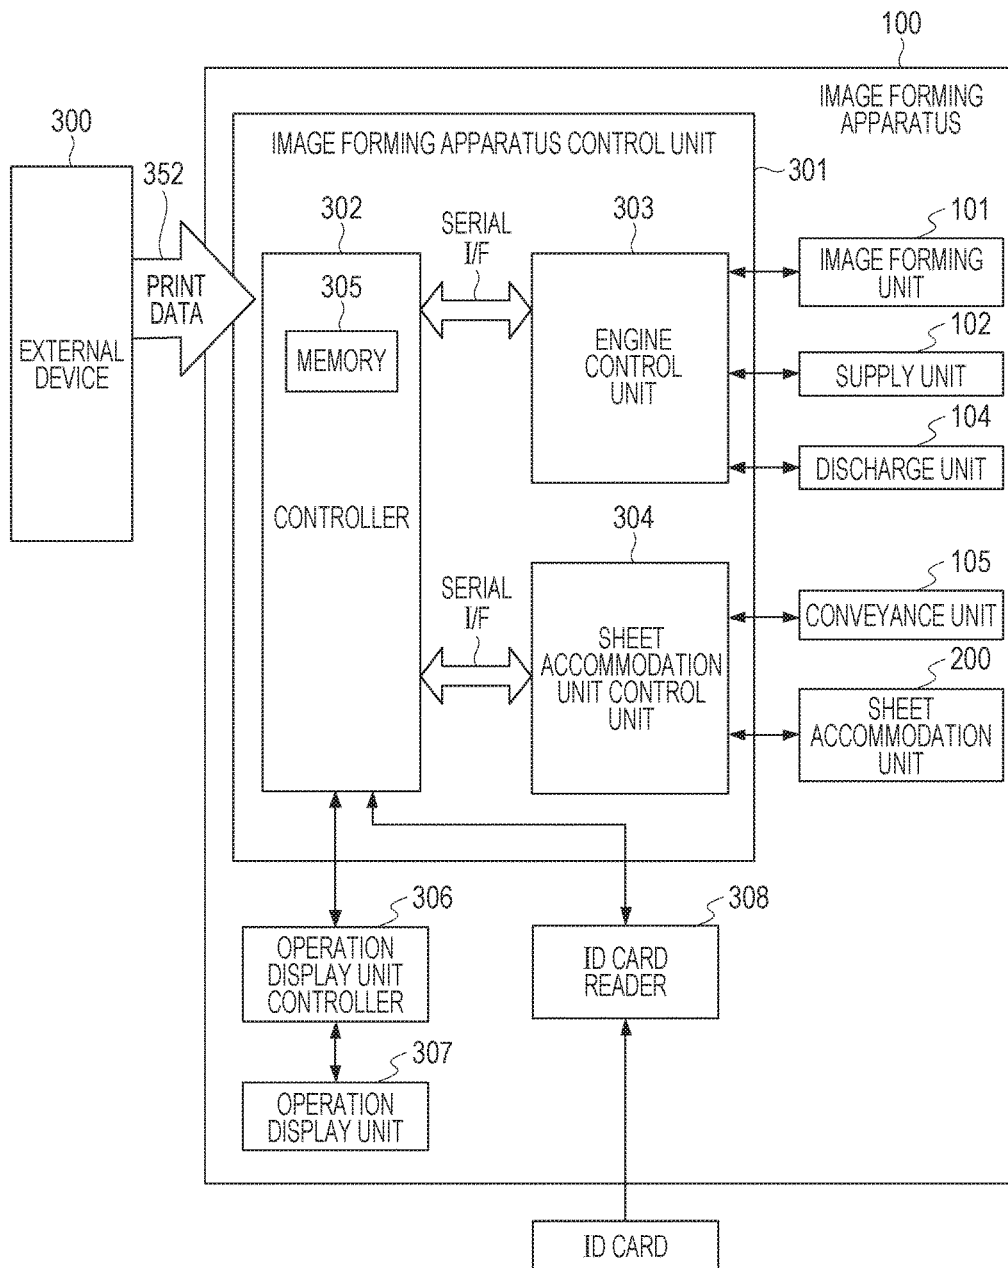 100
IMAGE FORMING
APPARATUS
300
352
EXTERNAL
DEVICE
PRINT
DATA
IMAGE FORMING APPARATUS CONTROL UNIT
301
302
305
MEMORY
CONTROLLER
SERIAL
I/F
303
ENGINE
CONTROL
UNIT
101
IMAGE FORMING
UNIT
102
SUPPLY UNIT
104
DISCHARGE UNIT
SERIAL
I/F
304
SHEET
ACCOMMODATION
UNIT CONTROL
UNIT
105
CONVEYANCE UNIT
200
SHEET
ACCOMMODATION
UNIT
306
OPERATION
DISPLAY UNIT
CONTROLLER
308
ID CARD
READER
307
OPERATION
DISPLAY UNIT
ID CARD